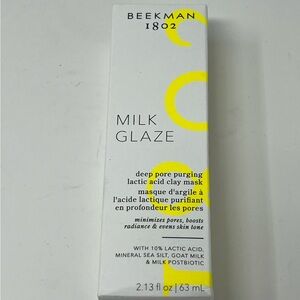 BEEKMAN
1802
MILK
GLAZE
deep pore purging
lactic acid clay mask
masque d'argile à
l'acide lactique purifiant
en profondeur les pores
minimizes pores, boosts
radiance & evens skin tone
WITH 10% LACTIC ACID,
MINERAL SEA SILT, GOAT MILK
& MILK POSTBIOTIC
2.13 fl oz | 63 mL